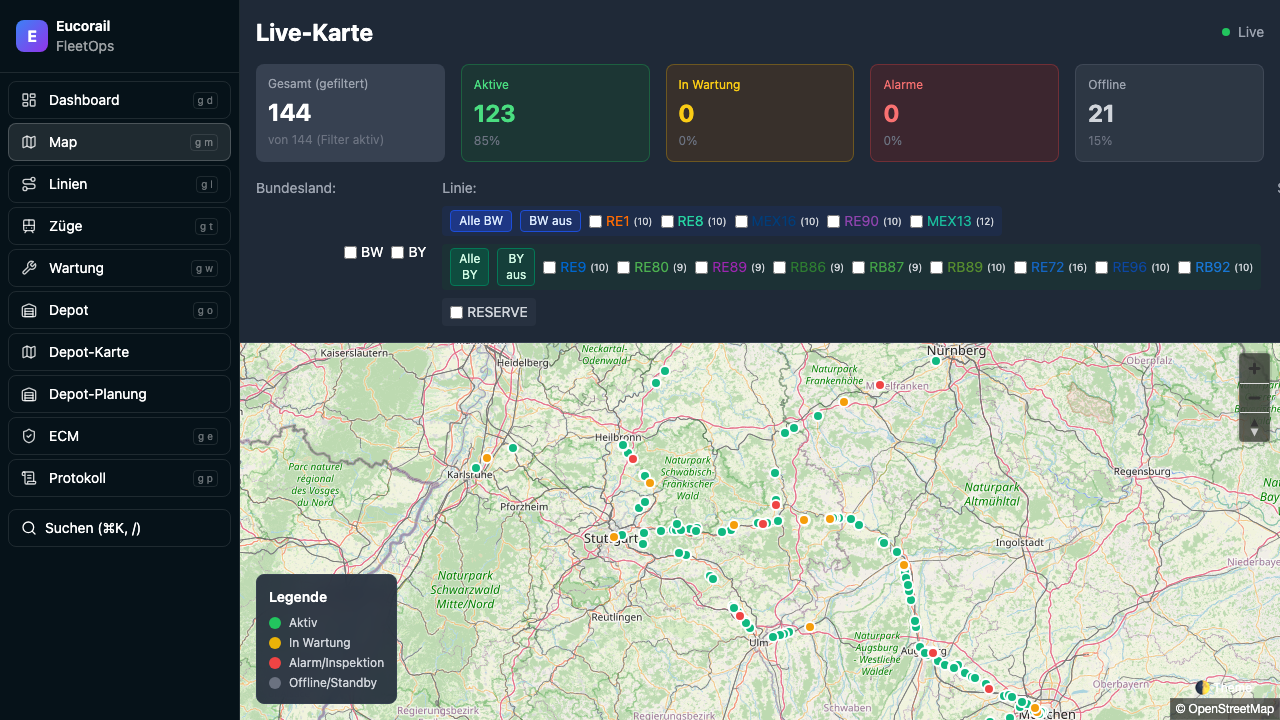 Eucorail
FleetOps
Dashboard g d
Map g m
Linien g l
Züge g t
Wartung g w
Depot g o
Depot-Karte
Depot-Planung
ECM g e
Protokoll g p
Suchen (⌘K, /)
Live-Karte
Live
Gesamt (gefiltert)
144
von 144 (Filter aktiv)
Aktive
123
85%
In Wartung
0
0%
Alarme
0
0%
Offline
21
15%
Bundesland:
BW BY
Linie:
Alle BW BW aus RE1 (10) RE8 (10) MEX16 (10) RE90 (10) MEX13 (12)
Alle BY BY aus RE9 (10) RE80 (9) RE89 (9) RB86 (9) RB87 (9) RB89 (10) RE72 (16) RE96 (10) RB92 (10)
RESERVE
Kaiserslautern
Heidelberg
Neckartal-
Odenwald
Naturpark
Frankenhöhe
Nürnberg
Oberpfalz
Heilbronn
Karlsruhe
Parc naturel
régional
des Vosges
du Nord
Naturpark
Schwäbisch-
Fränkischer
Wald
Regensburg
Naturpark
Altmühltal
Pforzheim
Stuttgart
Ingolstadt
Niederbayern
Naturpark
Schwarzwald
Mitte/Nord
Reutlingen
Ulm
Naturpark
Augsburg
- Westliche
Wälder
Augsburg
Oberbayern
Schwaben
München
Regierungsbezirk
Regierungsbezirk
Legende
Aktiv
In Wartung
Alarm/Inspektion
Offline/Standby
© OpenStreetMap